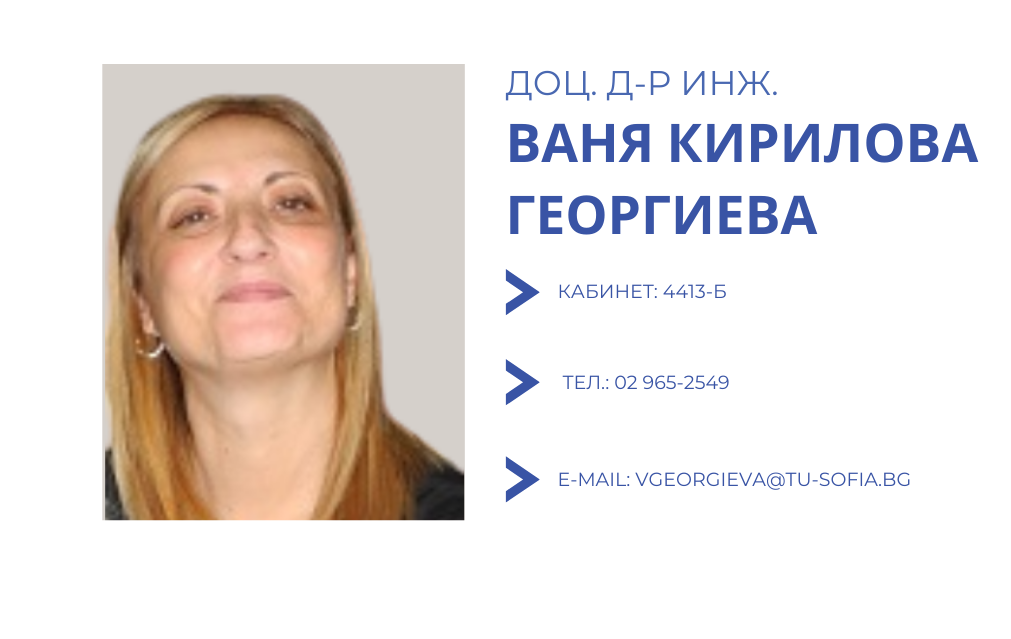 ДОЦ. Д-Р ИНЖ.
ВАНЯ КИРИЛОВА
ГЕОРГИЕВА
КАБИНЕТ: 4413-Б
ТЕЛ.: 02 965-2549
E-MAIL: VGEORGIEVA@TU-SOFIA.BG